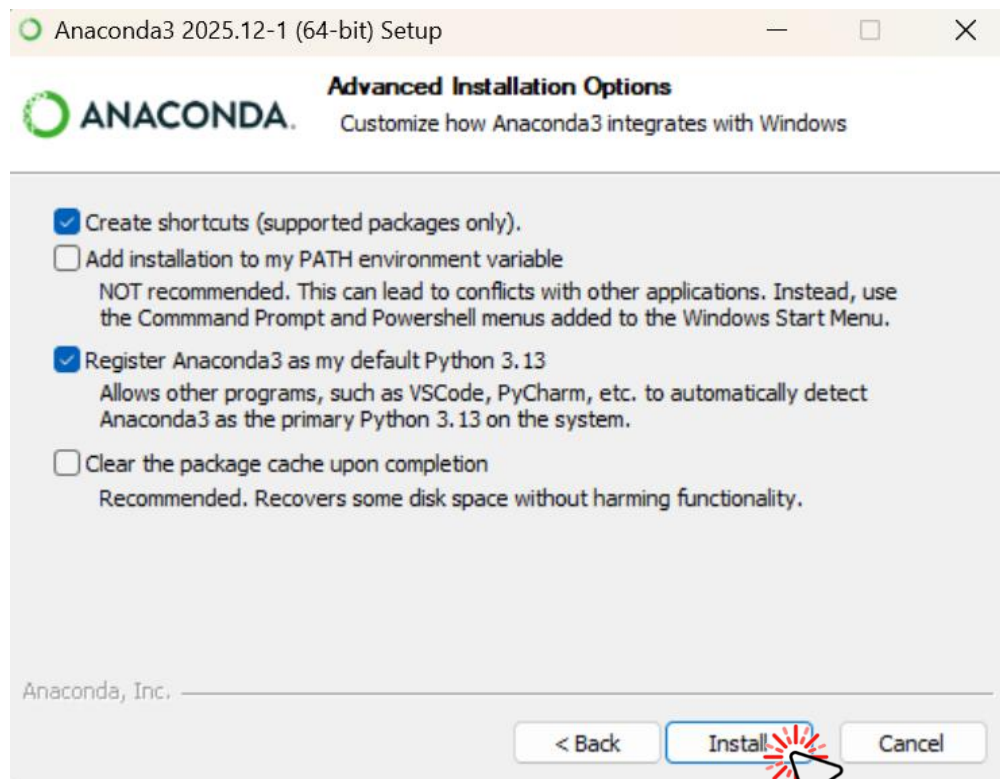 Anaconda3 2025.12-1 (64-bit) Setup
ANACONDA.
Advanced Installation Options
Customize how Anaconda3 integrates with Windows
Create shortcuts (supported packages only).
Add installation to my PATH environment variable
NOT recommended. This can lead to conflicts with other applications. Instead, use
the Commmand Prompt and Powershell menus added to the Windows Start Menu.
Register Anaconda3 as my default Python 3.13
Allows other programs, such as VSCode, PyCharm, etc. to automatically detect
Anaconda3 as the primary Python 3.13 on the system.
Clear the package cache upon completion
Recommended. Recovers some disk space without harming functionality.
Anaconda, Inc.
< Back
Install
Cancel